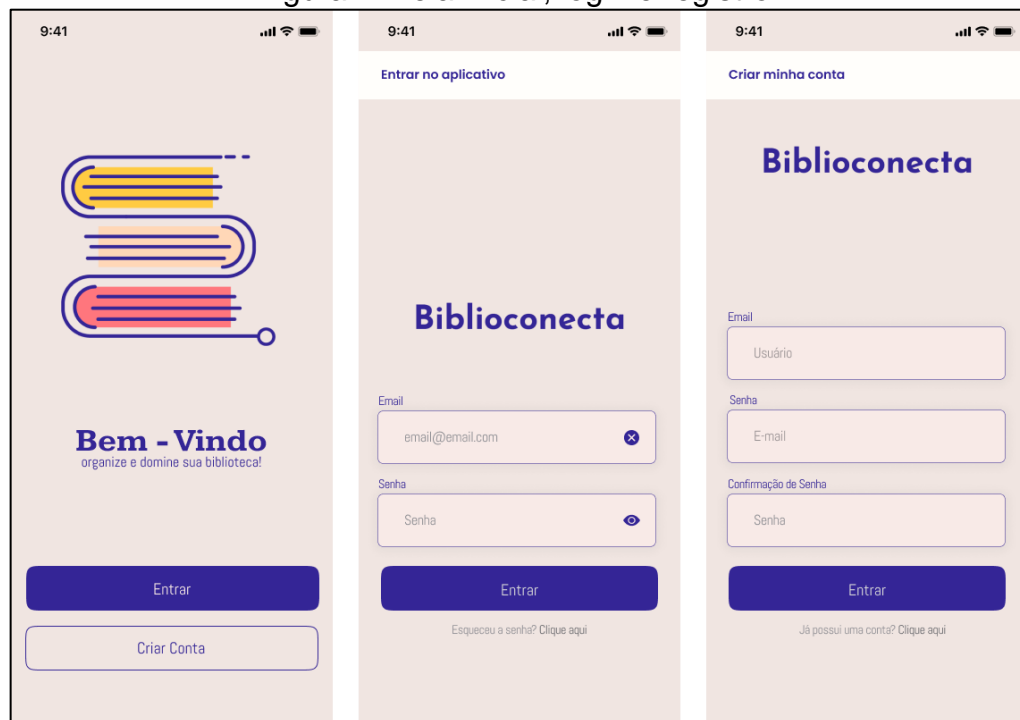 9:41
Bem - Vindo
organize e domine sua biblioteca!
Entrar
Criar Conta
9:41
Entrar no aplicativo
Biblioconecta
Email
email@email.com
Senha
Senha
Entrar
Esqueceu a senha? Clique aqui
9:41
Criar minha conta
Biblioconecta
Email
Usuário
Senha
E-mail
Confirmação de Senha
Senha
Entrar
Já possui uma conta? Clique aqui